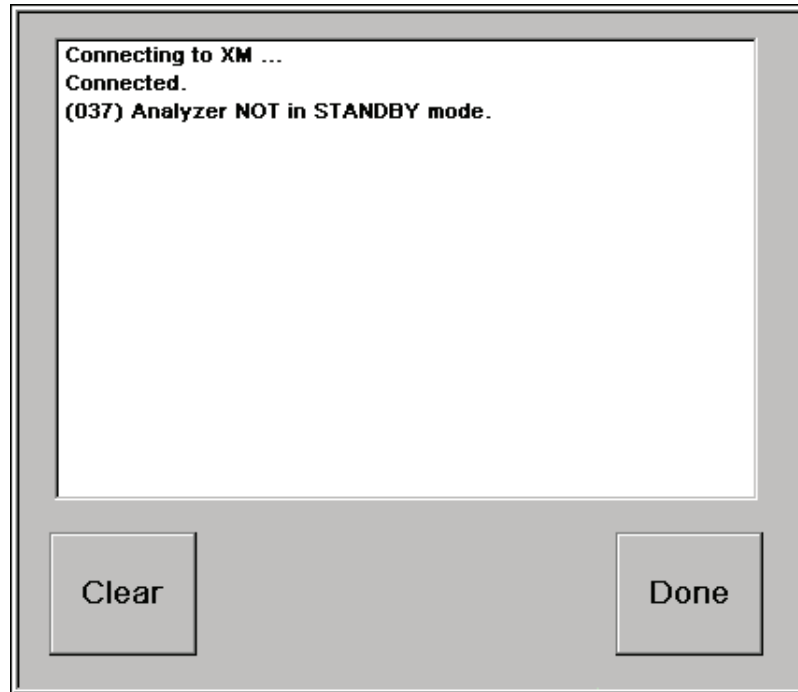 Connecting to XM ...
Connected.
(037) Analyzer NOT in STANDBY mode.
Clear
Done